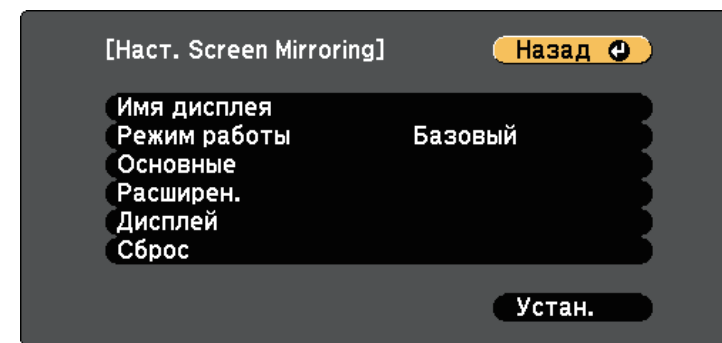 [Наст. Screen Mirroring] Назад
Имя дисплея
Режим работы Базовый
Основные
Расширен.
Дисплей
Сброс
Устан.